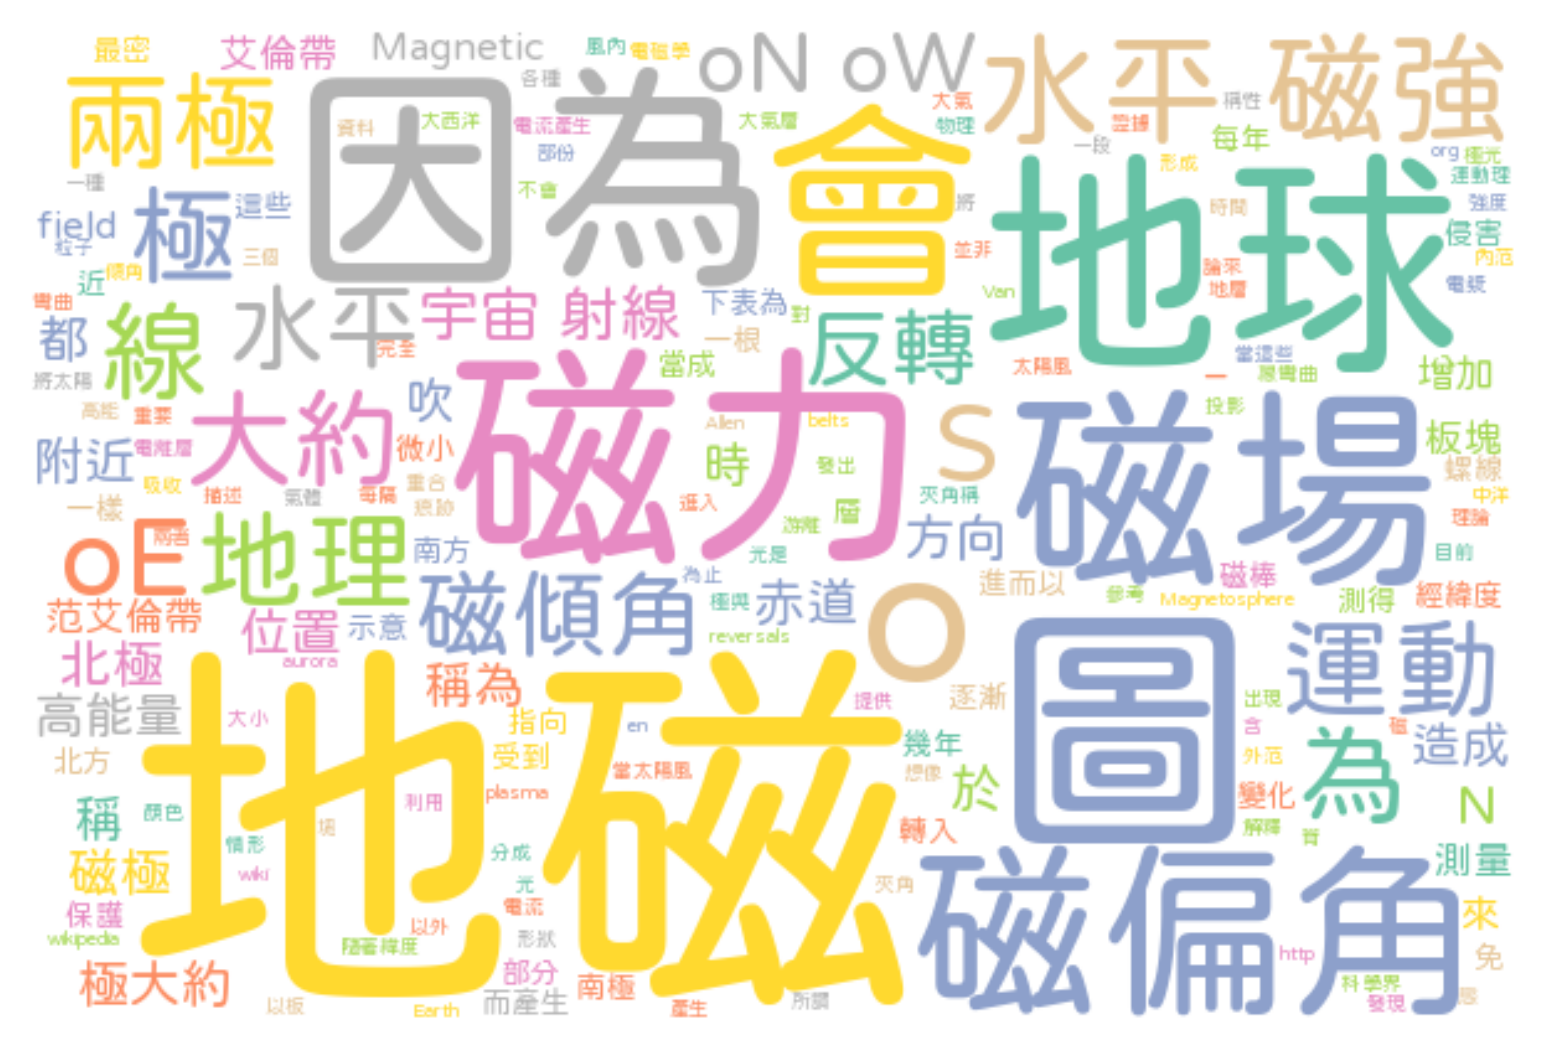 最密 艾倫帶 Magnetic 風內 電磁學 oN oW 水平 磁強
兩極 因為 各種 會 大氣 稱性
資料 大西洋 電流產生 大氣層 物理 證據 每年
部份 一段 形成 org 極光
一種 極 這些 不會 將 地球 運動理
field 粒子 時間 強度
三個 並非 侵害
近 傾角 論來 內范 電漿
彎曲 線 水平 宇宙 射線 下表為 對 Van 地層
都 完全 一根 反轉 當這些
將太陽 當成 太陽風 一 層彎曲 增加
高能 重要 大約 吹 磁力 Allen belts S 磁場 投影
附近 電離層 微小 時 發出 板塊
吸收 描述 氣體 每隔 重合 進入 夾角稱 螺線
一樣 痕跡 游離 層 中洋 理論
oE 兩者 地理 南方 光是 方向 目前
磁傾角 為止 進而以 磁棒
范艾倫帶 位置 示意 極與 赤道 O 參考 Magnetosphere 測得 經緯度
北極 aurora reversals 圖 運動
稱為 提供 逐漸 出現
高能量 大小 地磁 指向 en 幾年 含 磁 造成
北方 受到 當太陽風 想像 外范 為
稱 顏色 利用 plasma 於 變化 N
情形 塊 轉入 解釋 脊
磁極 wiki 分成 光 夾角 磁偏角 測量
保護 以外 電流 來
wikipedia 隨著緯度 形狀 http 免
極大約 部分 南極 科學界
以板 Earth 而產生 產生 所謂 發現 層